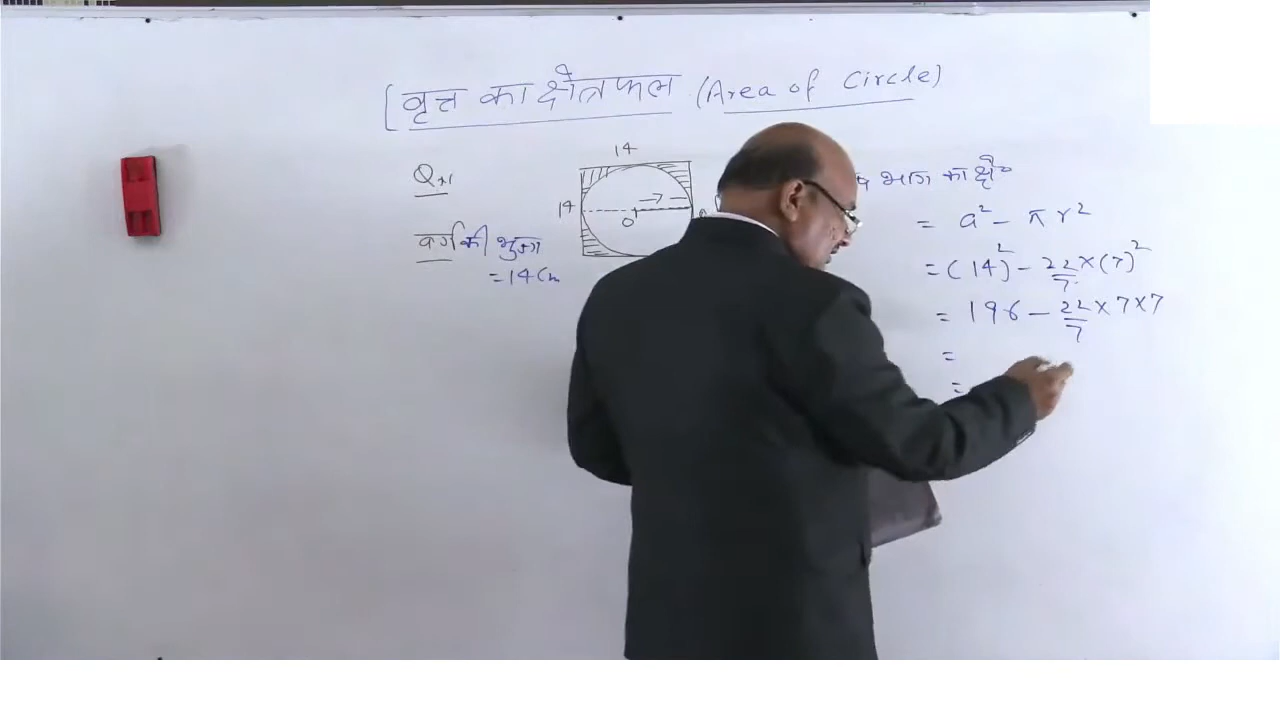 [वृत्त का क्षेत्रफल (Area of Circle)
Q
14
14
O
वर्ग की भुजा
= 14 Cm
भाग का क्षे०
= a² - π r²
= (14)² - 22/7 × (7)²
= 196 - 22/7 × 7 × 7
=
=